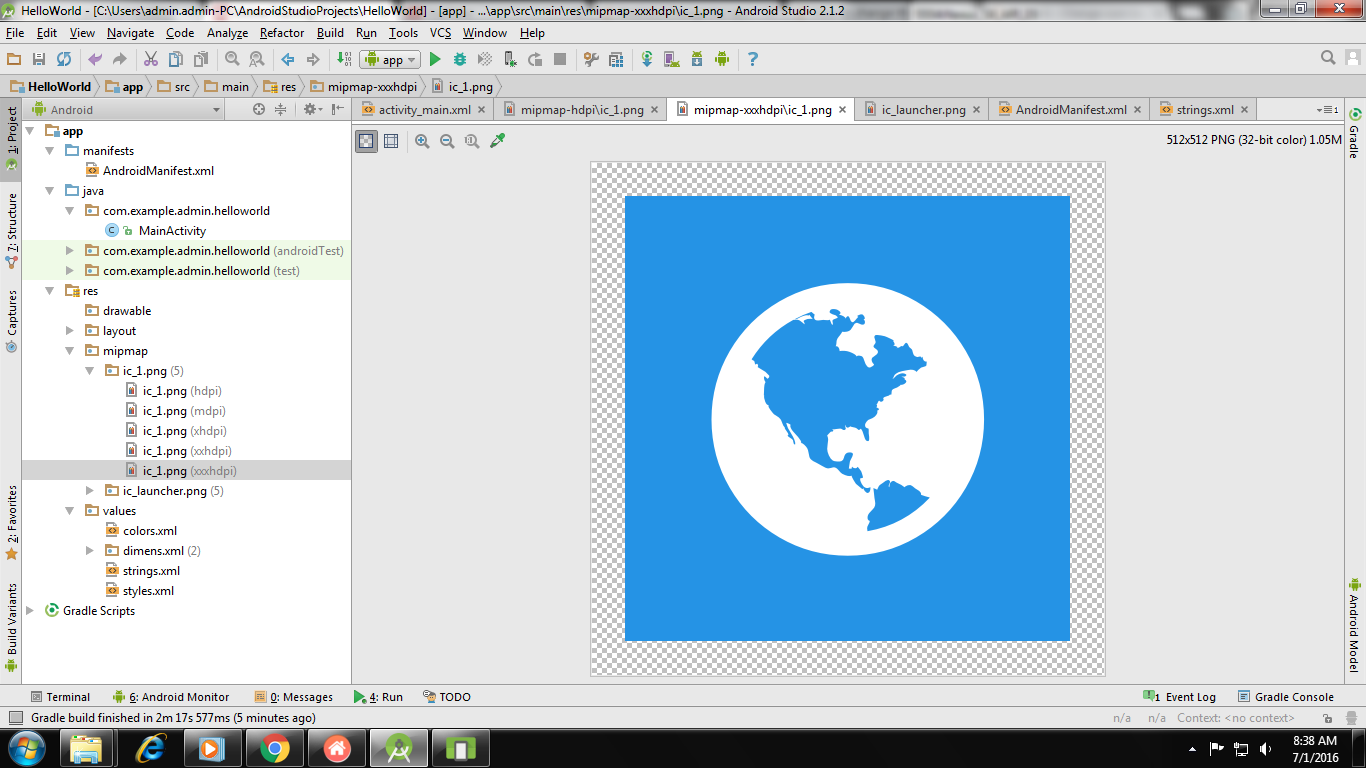 HelloWorld - [C:\Users\admin.admin-PC\AndroidStudioProjects\HelloWorld] - [app] - ...\app\src\main\res\mipmap-xxxhdpi\ic_1.png - Android Studio 2.1.2
File Edit View Navigate Code Analyze Refactor Build Run Tools VCS Window Help
app
HelloWorld app src main res mipmap-xxxhdpi ic_1.png
Android
activity_main.xml mipmap-hdpi\ic_1.png mipmap-xxxhdpi\ic_1.png ic_launcher.png AndroidManifest.xml strings.xml 1
512x512 PNG (32-bit color) 1.05M
1: Project
7: Structure
Captures
2: Favorites
Build Variants
app
manifests
AndroidManifest.xml
java
com.example.admin.helloworld
C MainActivity
com.example.admin.helloworld (androidTest)
com.example.admin.helloworld (test)
res
drawable
layout
mipmap
ic_1.png (5)
ic_1.png (hdpi)
ic_1.png (mdpi)
ic_1.png (xhdpi)
ic_1.png (xxhdpi)
ic_1.png (xxxhdpi)
ic_launcher.png (5)
values
colors.xml
dimens.xml (2)
strings.xml
styles.xml
Gradle Scripts
Gradle
Android Model
Terminal 6: Android Monitor 0: Messages 4: Run TODO 1 Event Log Gradle Console
Gradle build finished in 2m 17s 577ms (5 minutes ago) n/a n/a Context: <no context>
8:38 AM
7/1/2016